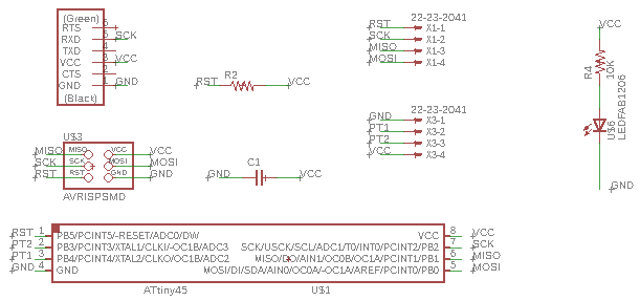 (Green)
RTS 6
RXD 5 SCK
TXD 4
VCC 3 VCC
CTS 2
GND 1 GND
(Black)
RST R2 VCC
22-23-2041
RST X1-1
SCK X1-2
MISO X1-3
MOSI X1-4
22-23-2041
GND X3-1
PT1 X3-2
PT2 X3-3
VCC X3-4
VCC
R4
10K
U$6
LEDFAB1206
GND
U$3
MISO MISO VCC VCC
SCK SCK MOSI MOSI
RST RST GND GND
AVRISPSMD
C1
GND VCC
RST 1 PB5/PCINT5/-RESET/ADC0/DW VCC 8 VCC
PT2 2 PB3/PCINT3/XTAL1/CLKI/-OC1B/ADC3 SCK/USCK/SCL/ADC1/T0/INT0/PCINT2/PB2 7 SCK
PT1 3 PB4/PCINT4/XTAL2/CLKO/OC1B/ADC2 MISO/DO/AIN1/OC0B/OC1A/PCINT1/PB1 6 MISO
GND 4 GND MOSI/DI/SDA/AIN0/OC0A/-OC1A/AREF/PCINT0/PB0 5 MOSI
ATtiny45 U$1